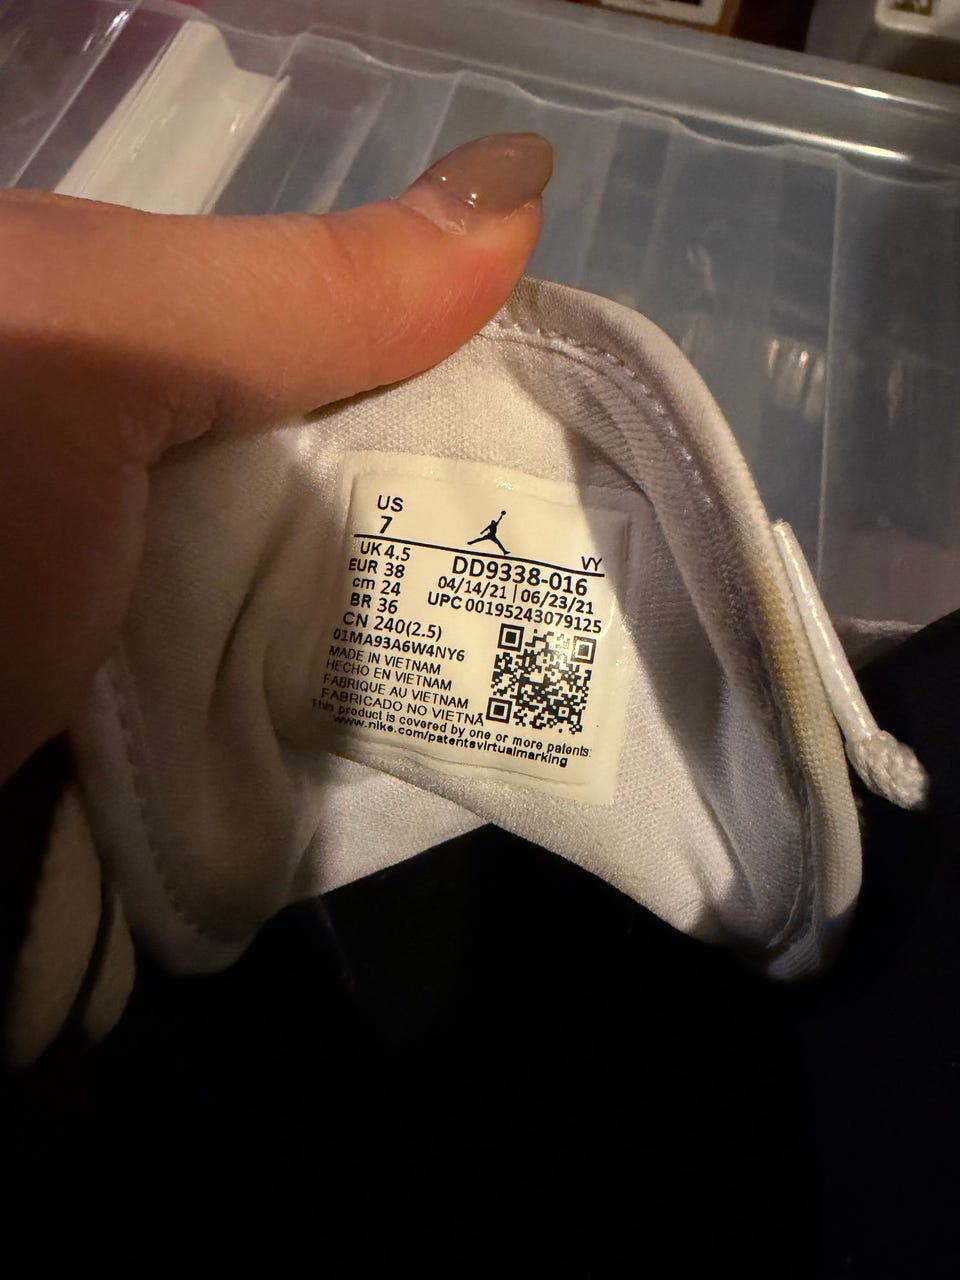 US
7
VY
UK 4.5
EUR 38
cm 24
BR 36
CN 240(2.5)
DD9338-016
04/14/21 | 06/23/21
UPC 00195243079125
01MA93A6W4NY6
MADE IN VIETNAM
HECHO EN VIETNAM
FABRIQUE AU VIETNAM
FABRICADO NO VIETNÃ
This product is covered by one or more patents:
www.nike.com/patentsvirtualmarking